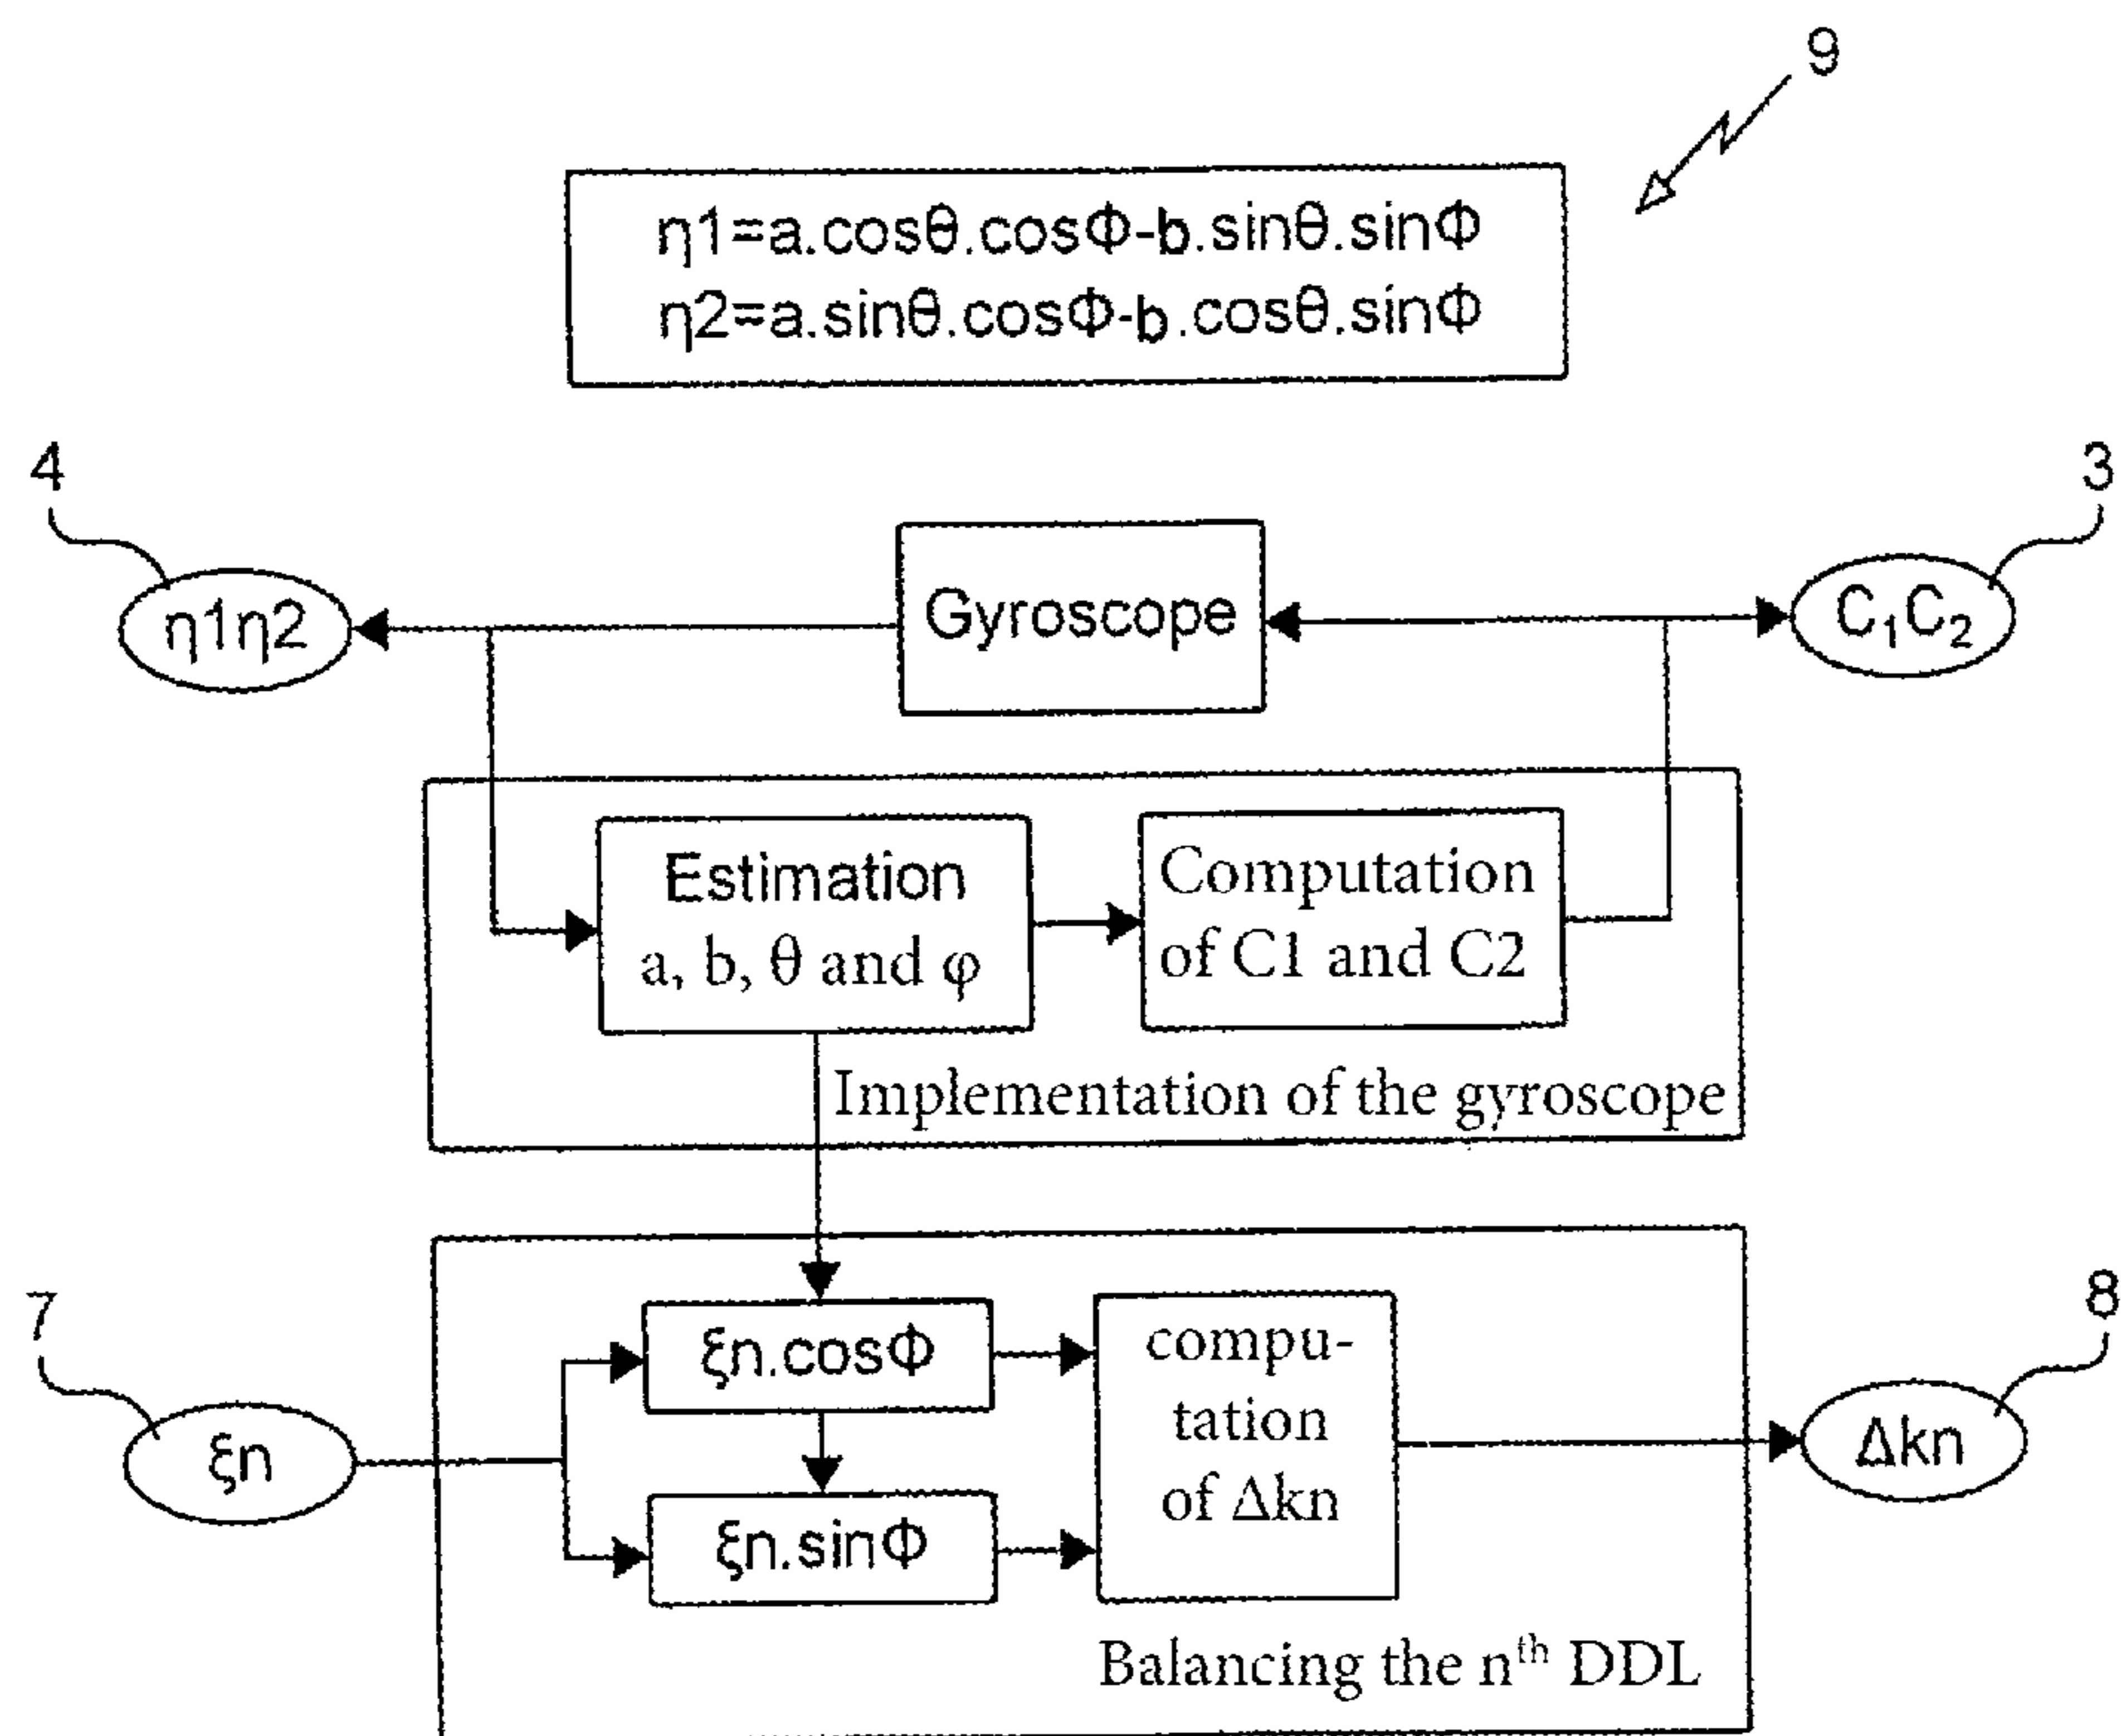 9
η1=a.cosθ.cosΦ-b.sinθ.sinΦ
η2=a.sinθ.cosΦ-b.cosθ.sinΦ
4
3
η1η2
Gyroscope
C₁C₂
Estimation
a, b, θ and φ
Computation
of C1 and C2
Implementation of the gyroscope
7
8
ξn
ξn.cosΦ
ξn.sinΦ
compu-
tation
of Δkn
Δkn
Balancing the nᵗʰ DDL